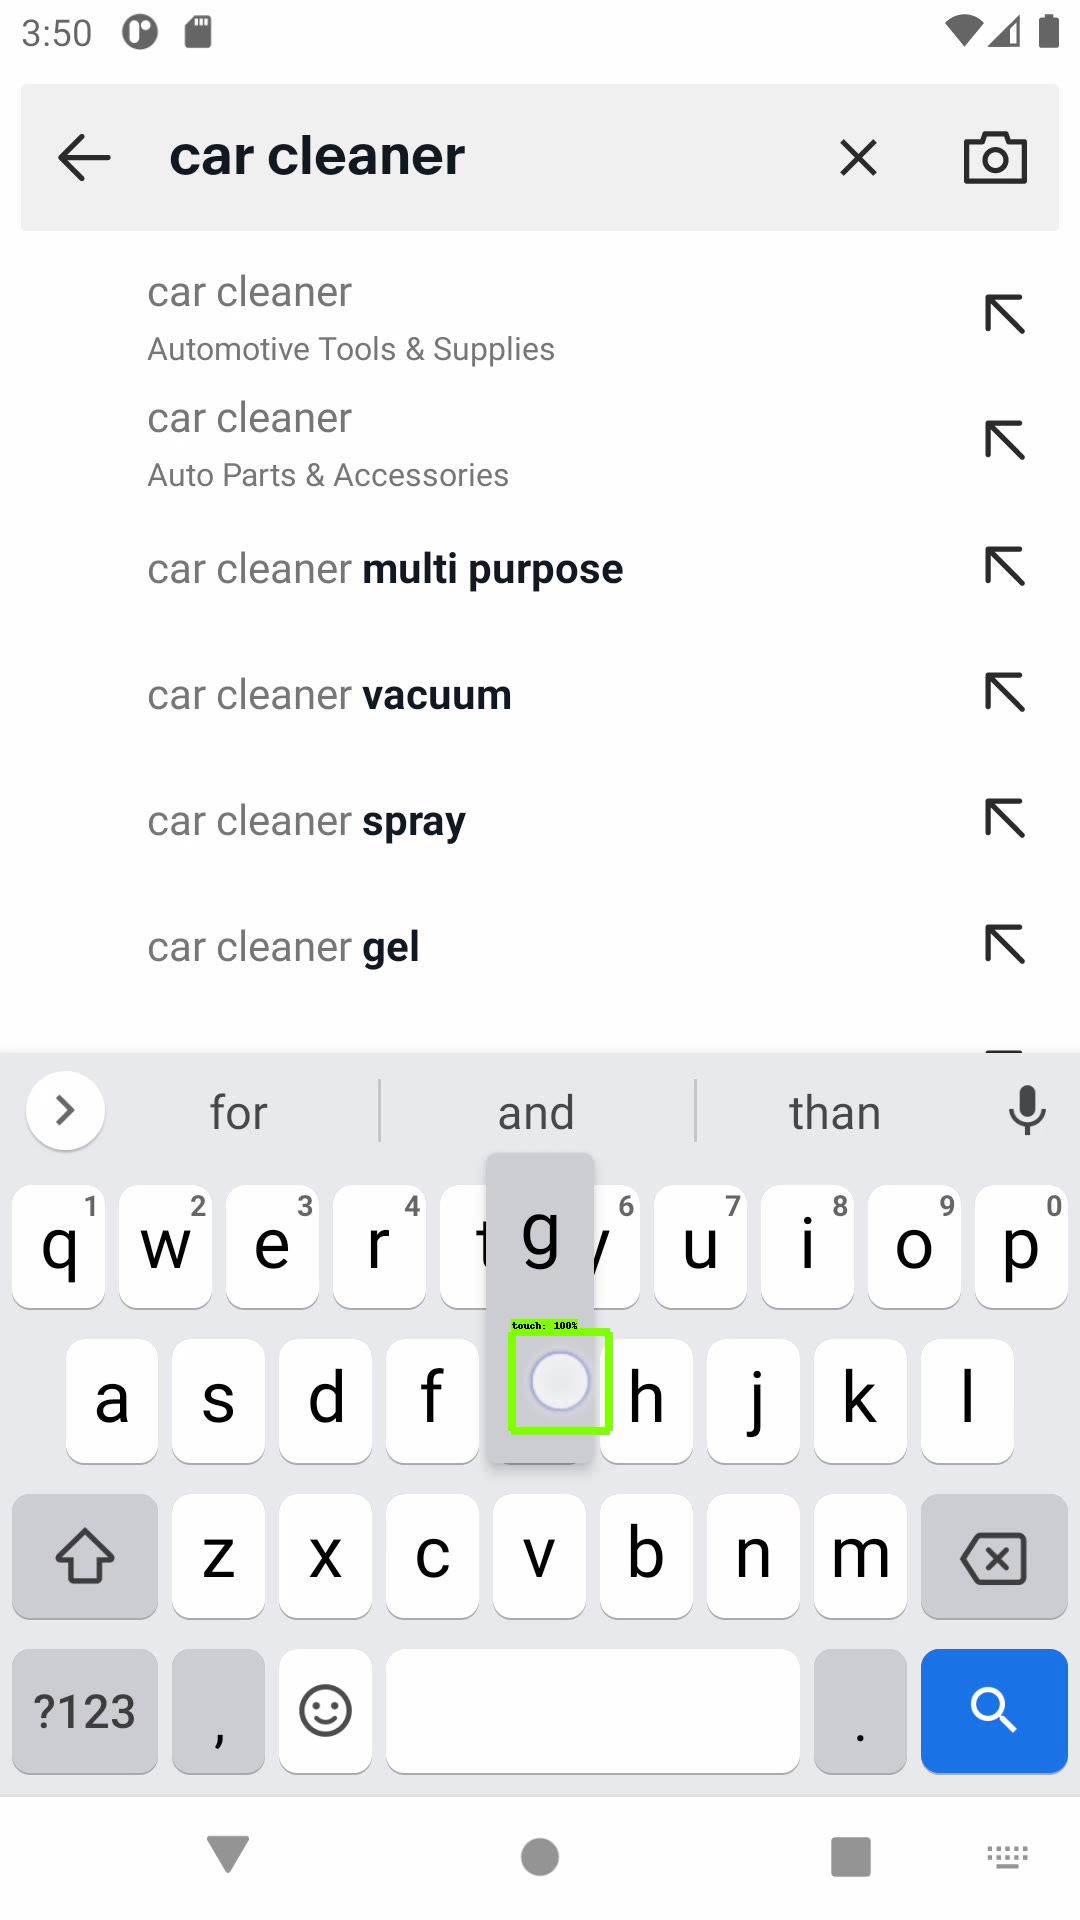 3:50
car cleaner
car cleaner
Automotive Tools & Supplies
car cleaner
Auto Parts & Accessories
car cleaner multi purpose
car cleaner vacuum
car cleaner spray
car cleaner gel
for and than
g
1 2 3 4 6 7 8 9 0
q w e r t y u i o p
touch: 100%
a s d f h j k l
z x c v b n m
?123 , .